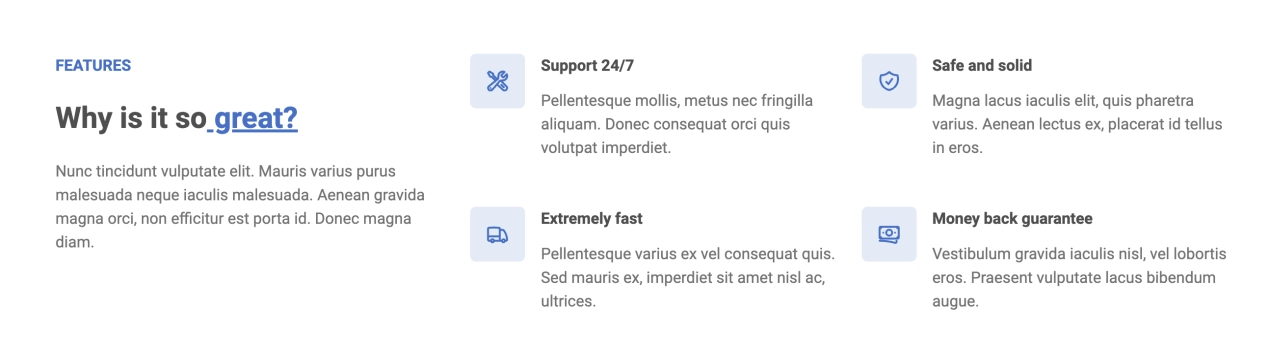 FEATURES
Why is it so great?
Nunc tincidunt vulputate elit. Mauris varius purus
malesuada neque iaculis malesuada. Aenean gravida
magna orci, non efficitur est porta id. Donec magna
diam.
Support 24/7
Pellentesque mollis, metus nec fringilla
aliquam. Donec consequat orci quis
volutpat imperdiet.
Safe and solid
Magna lacus iaculis elit, quis pharetra
varius. Aenean lectus ex, placerat id tellus
in eros.
Extremely fast
Pellentesque varius ex vel consequat quis.
Sed mauris ex, imperdiet sit amet nisl ac,
ultrices.
Money back guarantee
Vestibulum gravida iaculis nisl, vel lobortis
eros. Praesent vulputate lacus bibendum
augue.